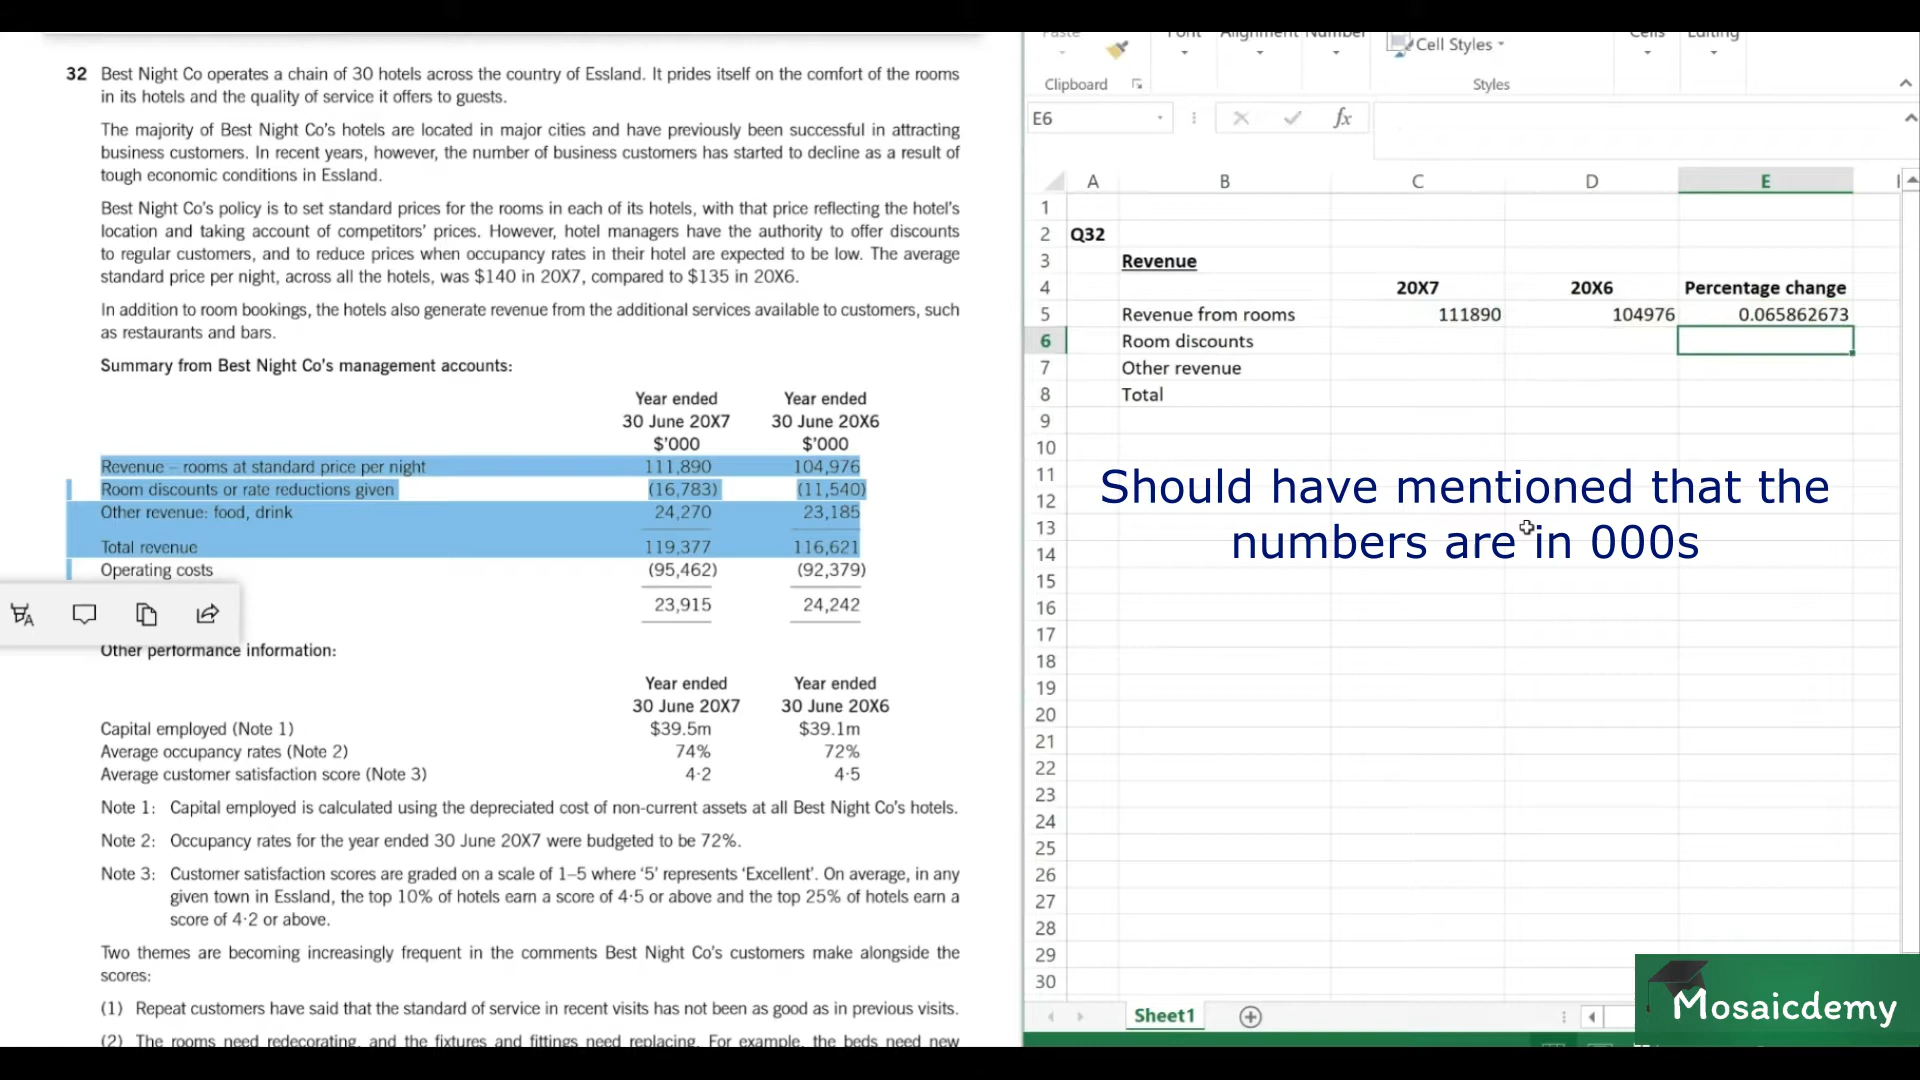 32 Best Night Co operates a chain of 30 hotels across the country of Essland. It prides itself on the comfort of the rooms
in its hotels and the quality of service it offers to guests.
The majority of Best Night Co's hotels are located in major cities and have previously been successful in attracting
business customers. In recent years, however, the number of business customers has started to decline as a result of
tough economic conditions in Essland.
Best Night Co's policy is to set standard prices for the rooms in each of its hotels, with that price reflecting the hotel's
location and taking account of competitors' prices. However, hotel managers have the authority to offer discounts
to regular customers, and to reduce prices when occupancy rates in their hotel are expected to be low. The average
standard price per night, across all the hotels, was $140 in 20X7, compared to $135 in 20X6.
In addition to room bookings, the hotels also generate revenue from the additional services available to customers, such
as restaurants and bars.
Summary from Best Night Co's management accounts:
Year ended Year ended
30 June 20X7 30 June 20X6
$'000 $'000
Revenue – rooms at standard price per night 111,890 104,976
Room discounts or rate reductions given (16,783) (11,540)
Other revenue: food, drink 24,270 23,185
Total revenue 119,377 116,621
Operating costs (95,462) (92,379)
23,915 24,242
Other performance information:
Year ended Year ended
30 June 20X7 30 June 20X6
Capital employed (Note 1) $39.5m $39.1m
Average occupancy rates (Note 2) 74% 72%
Average customer satisfaction score (Note 3) 4·2 4·5
Note 1: Capital employed is calculated using the depreciated cost of non-current assets at all Best Night Co's hotels.
Note 2: Occupancy rates for the year ended 30 June 20X7 were budgeted to be 72%.
Note 3: Customer satisfaction scores are graded on a scale of 1–5 where '5' represents 'Excellent'. On average, in any
given town in Essland, the top 10% of hotels earn a score of 4·5 or above and the top 25% of hotels earn a
score of 4·2 or above.
Two themes are becoming increasingly frequent in the comments Best Night Co's customers make alongside the
scores:
(1) Repeat customers have said that the standard of service in recent visits has not been as good as in previous visits.
(2) The rooms need redecorating, and the fixtures and fittings need replacing. For example, the beds need new
Paste Font Alignment Number Cell Styles Cells Editing
Clipboard Styles
E6 fx
A B C D E
1
2 Q32
3 Revenue
4 20X7 20X6 Percentage change
5 Revenue from rooms 111890 104976 0.065862673
6 Room discounts
7 Other revenue
8 Total
9
10
11
12
13
14
15
16
17
18
19
20
21
22
23
24
25
26
27
28
29
30
Should have mentioned that the
numbers are in 000s
Sheet1
Mosaicdemy